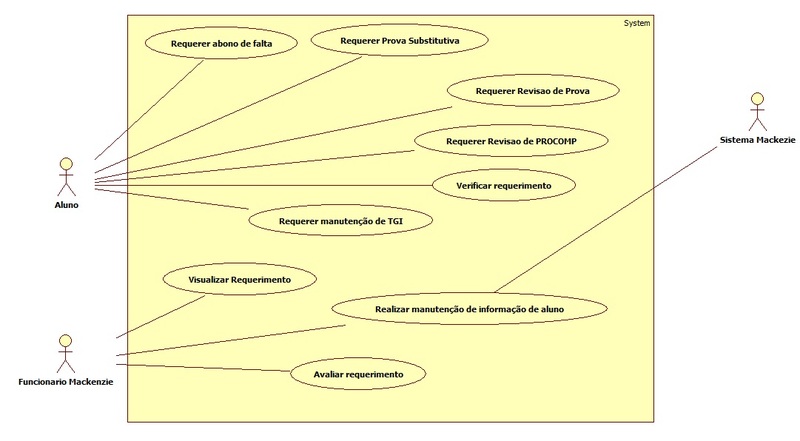 System
Requerer abono de falta
Requerer Prova Substitutiva
Requerer Revisao de Prova
Sistema Mackezie
Requerer Revisao de PROCOMP
Verificar requerimento
Aluno
Requerer manutenção de TGI
Visualizar Requerimento
Realizar manutenção de informação de aluno
Funcionario Mackenzie
Avaliar requerimento